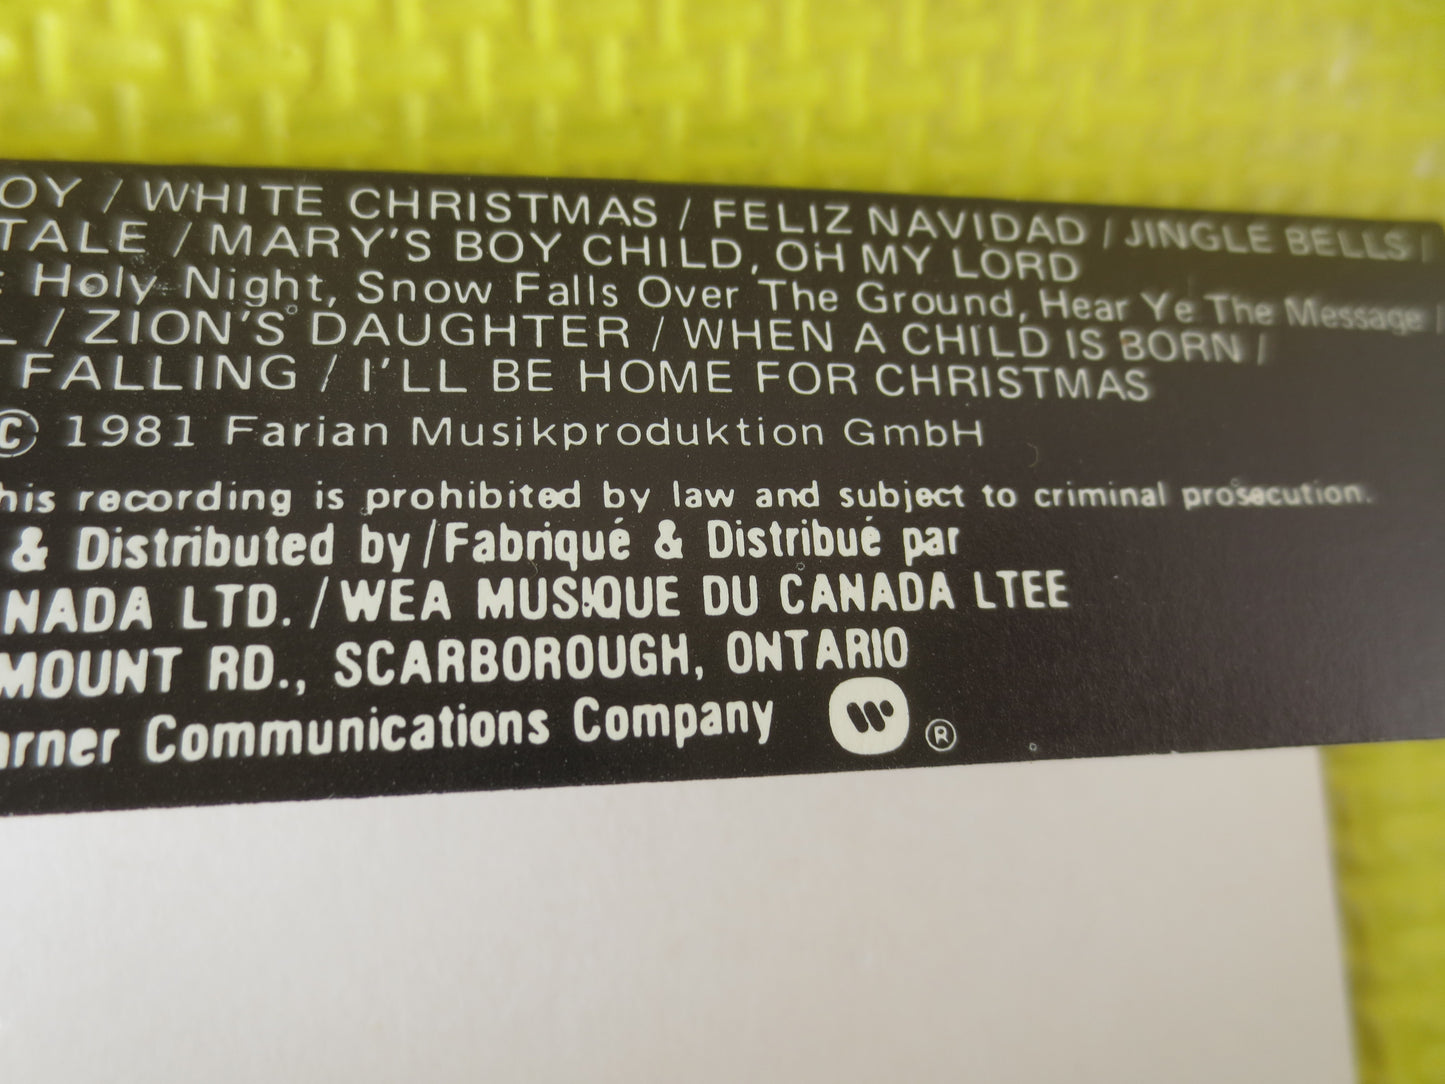 OY / WHITE CHRISTMAS / FELIZ NAVIDAD / JINGLE BELLS /
TALE / MARY'S BOY CHILD, OH MY LORD
: Holy Night, Snow Falls Over The Ground, Hear Ye The Message /
L / ZION'S DAUGHTER / WHEN A CHILD IS BORN /
FALLING / I'LL BE HOME FOR CHRISTMAS
© 1981 Farian Musikproduktion GmbH
his recording is prohibited by law and subject to criminal prosecution.
& Distributed by / Fabriqué & Distribué par
NADA LTD. / WEA MUSIQUE DU CANADA LTEE
MOUNT RD., SCARBOROUGH, ONTARIO
arner Communications Company ®